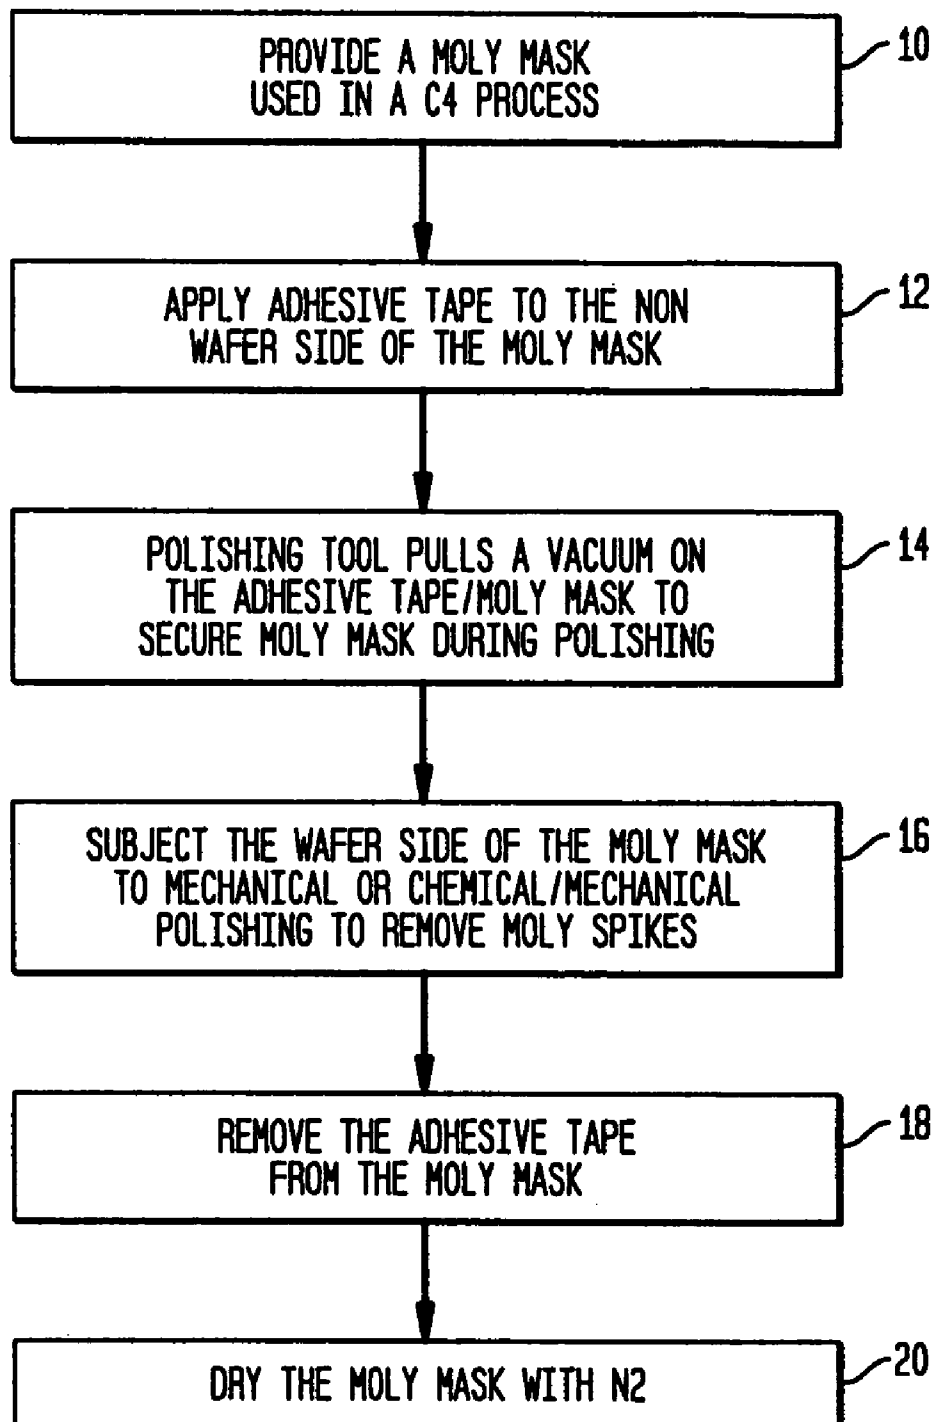 PROVIDE A MOLY MASK
USED IN A C4 PROCESS
10
APPLY ADHESIVE TAPE TO THE NON
WAFER SIDE OF THE MOLY MASK
12
POLISHING TOOL PULLS A VACUUM ON
THE ADHESIVE TAPE/MOLY MASK TO
SECURE MOLY MASK DURING POLISHING
14
SUBJECT THE WAFER SIDE OF THE MOLY MASK
TO MECHANICAL OR CHEMICAL/MECHANICAL
POLISHING TO REMOVE MOLY SPIKES
16
REMOVE THE ADHESIVE TAPE
FROM THE MOLY MASK
18
DRY THE MOLY MASK WITH N2
20